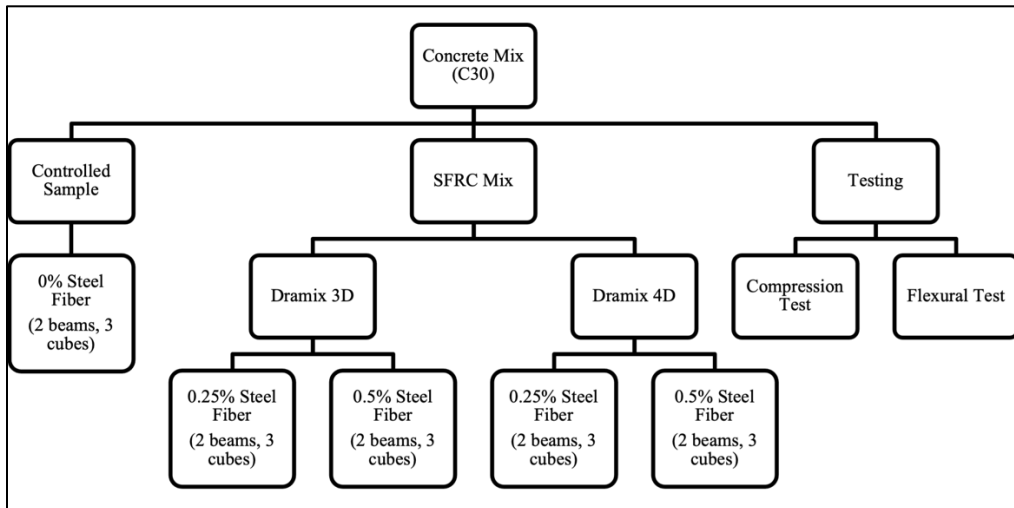 Concrete Mix
(C30)
Controlled
Sample
SFRC Mix
Testing
0% Steel
Fiber
(2 beams, 3
cubes)
Dramix 3D
Dramix 4D
Compression
Test
Flexural Test
0.25% Steel
Fiber
(2 beams, 3
cubes)
0.5% Steel
Fiber
(2 beams, 3
cubes)
0.25% Steel
Fiber
(2 beams, 3
cubes)
0.5% Steel
Fiber
(2 beams, 3
cubes)